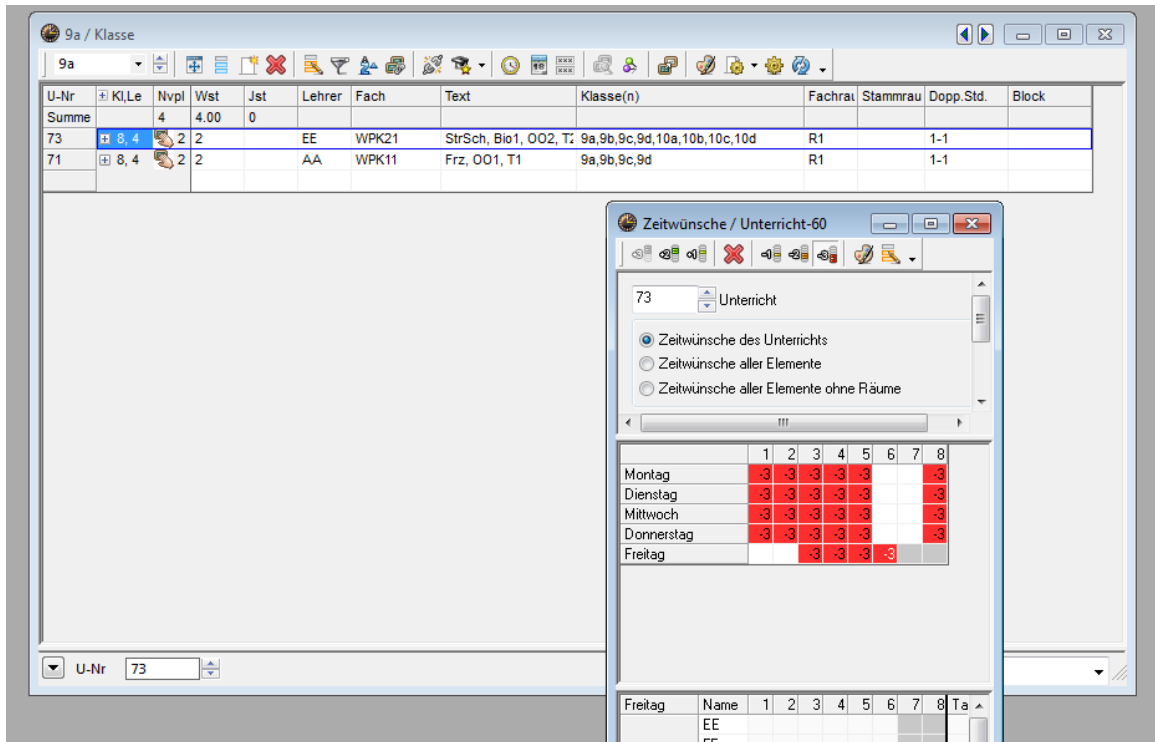 9a / Klasse
9a
U-Nr Kl,Le Nvpl Wst Jst Lehrer Fach Text Klasse(n) Fachrau Stammrau Dopp.Std. Block
Summe 4 4.00 0
73 8, 4 2 2 EE WPK21 StrSch, Bio1, OO2, T2 9a,9b,9c,9d,10a,10b,10c,10d R1 1-1
71 8, 4 2 2 AA WPK11 Frz, OO1, T1 9a,9b,9c,9d R1 1-1
Zeitwünsche / Unterricht-60
73 Unterricht
Zeitwünsche des Unterrichts
Zeitwünsche aller Elemente
Zeitwünsche aller Elemente ohne Räume
1 2 3 4 5 6 7 8
Montag -3 -3 -3 -3 -3 -3
Dienstag -3 -3 -3 -3 -3 -3
Mittwoch -3 -3 -3 -3 -3 -3
Donnerstag -3 -3 -3 -3 -3 -3
Freitag -3 -3 -3 -3
U-Nr 73
Freitag Name 1 2 3 4 5 6 7 8 Ta
EE